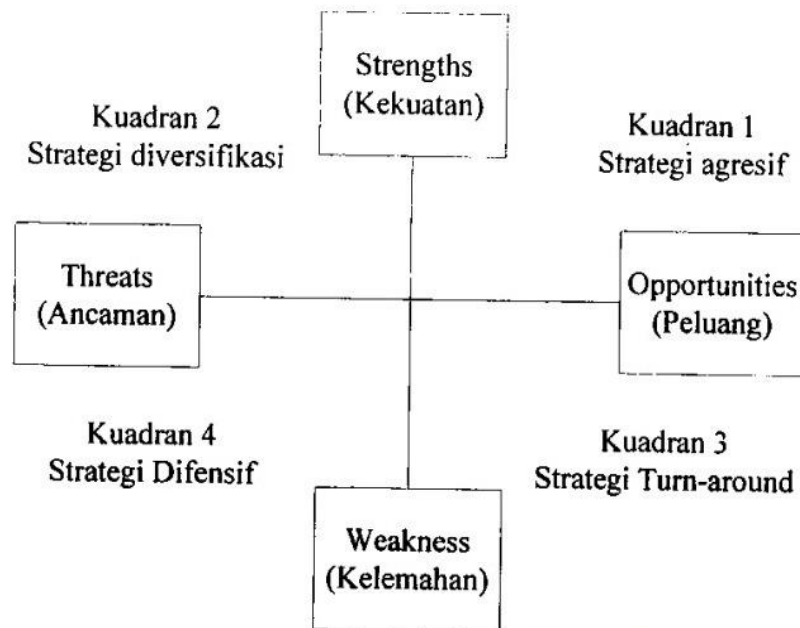 Strengths
(Kekuatan)
Kuadran 2
Strategi diversifikasi
Kuadran 1
Strategi agresif
Threats
(Ancaman)
Opportunities
(Peluang)
Kuadran 4
Strategi Difensif
Kuadran 3
Strategi Turn-around
Weakness
(Kelemahan)